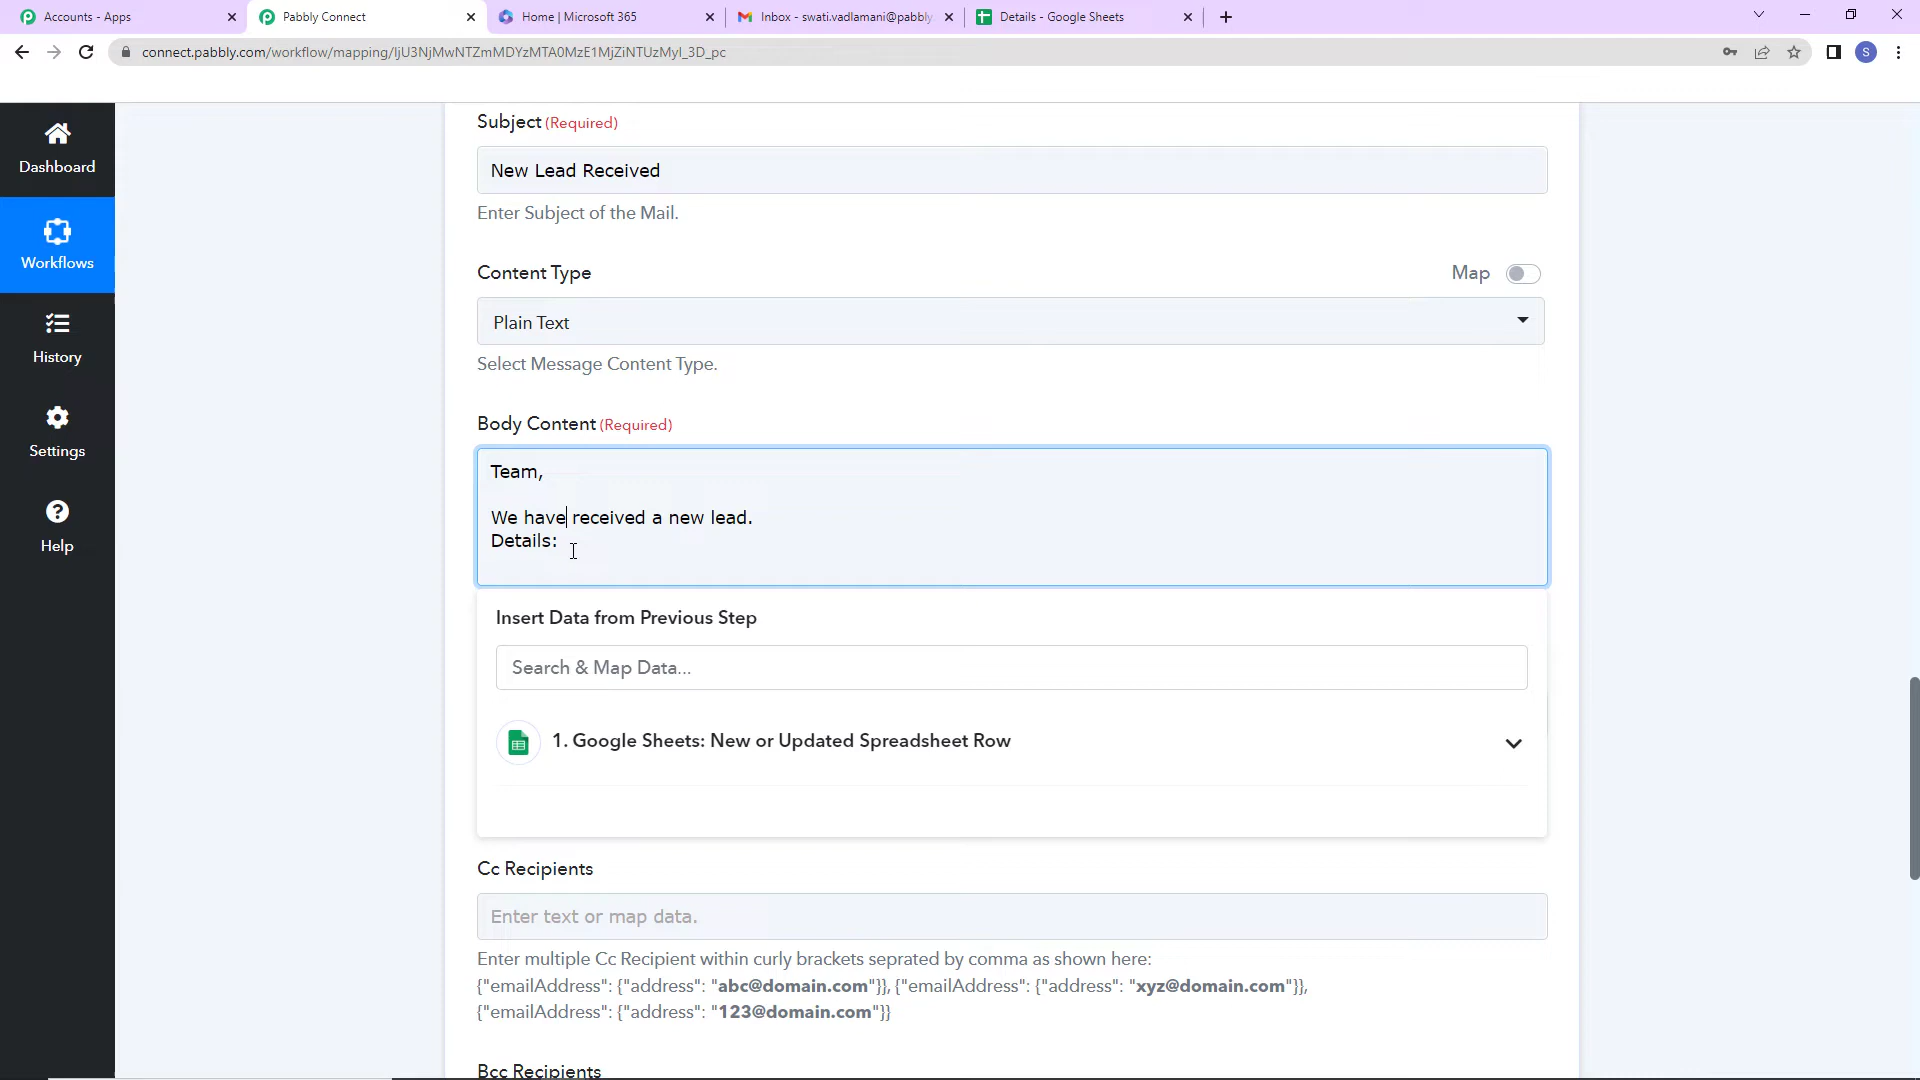 Accounts - Apps
Pabbly Connect
Home | Microsoft 365
Inbox - swati.vadlamani@pabbly
Details - Google Sheets
connect.pabbly.com/workflow/mapping/IjU3NjMwNTZmMDYzMTA0MzE1MjZiNTUzMyI_3D_pc
S
Dashboard
Workflows
History
Settings
Help
Subject (Required)
New Lead Received
Enter Subject of the Mail.
Content Type
Map
Plain Text
Select Message Content Type.
Body Content (Required)
Team,
We have received a new lead.
Details:
Insert Data from Previous Step
Search & Map Data...
1. Google Sheets: New or Updated Spreadsheet Row
Cc Recipients
Enter text or map data.
Enter multiple Cc Recipient within curly brackets seprated by comma as shown here:
{"emailAddress": {"address": "abc@domain.com"}}, {"emailAddress": {"address": "xyz@domain.com"}},
{"emailAddress": {"address": "123@domain.com"}}
Bcc Recipients